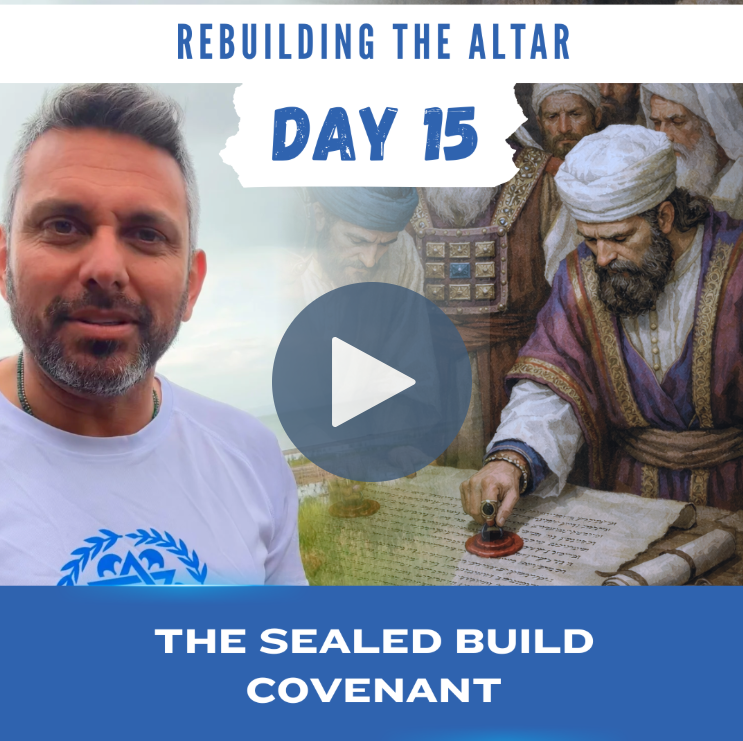 REBUILDING THE ALTAR
DAY 15
THE SEALED BUILD
COVENANT